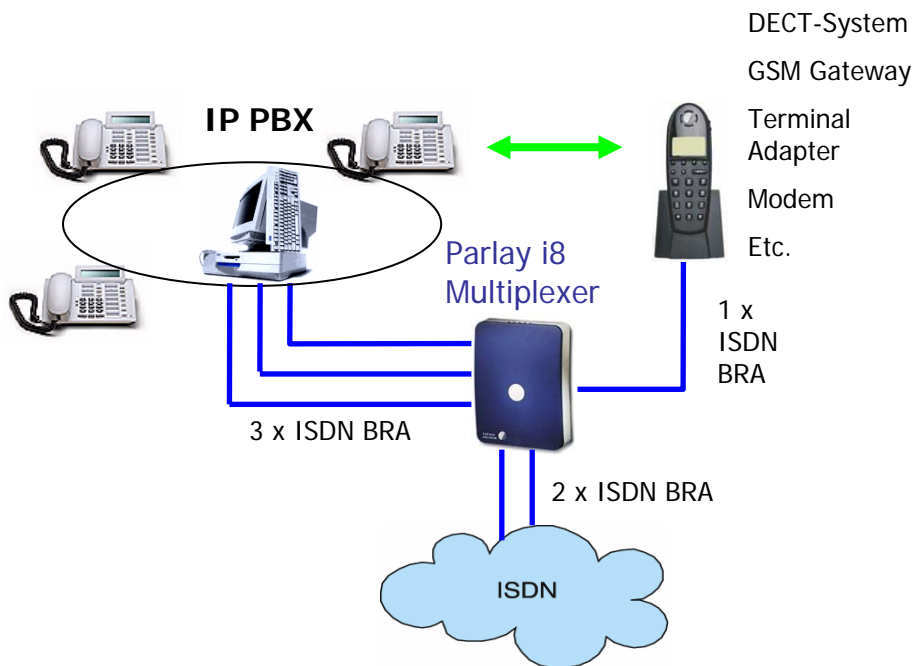 DECT-System
GSM Gateway
IP PBX
Terminal
Adapter
Modem
Etc.
Parlay i8
Multiplexer
1 x
ISDN
BRA
3 x ISDN BRA
2 x ISDN BRA
ISDN